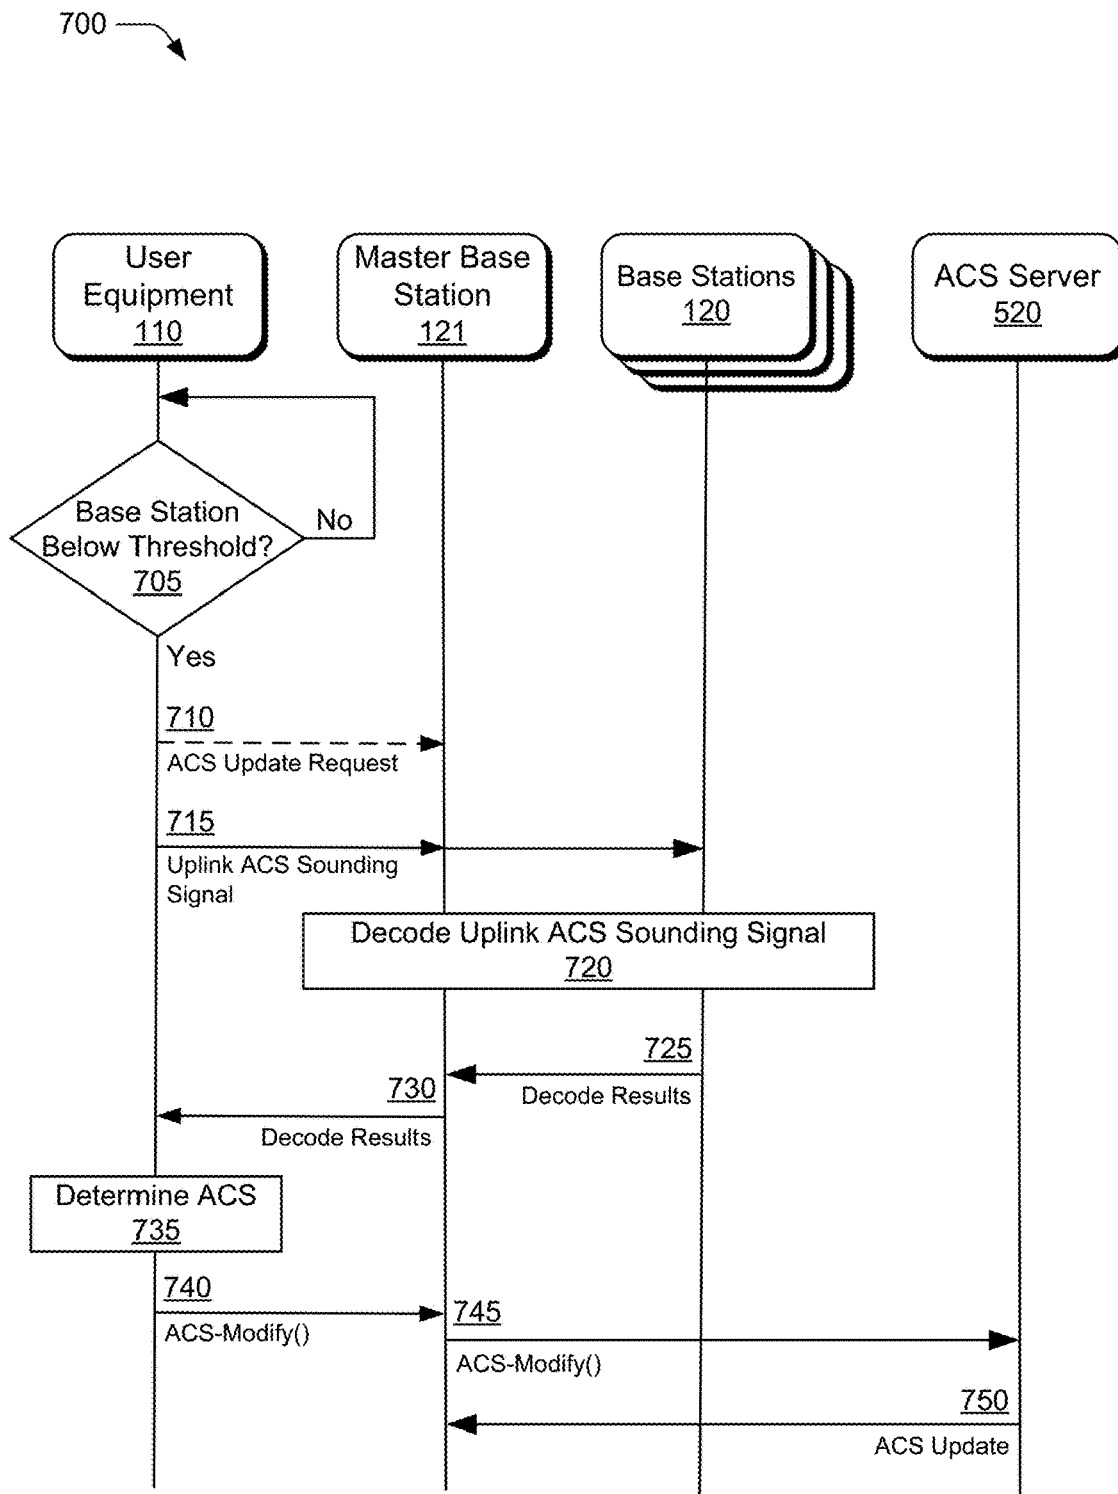 700
User
Equipment
110
Master Base
Station
121
Base Stations
120
ACS Server
520
Base Station
Below Threshold?
705
No
Yes
710
ACS Update Request
715
Uplink ACS Sounding
Signal
Decode Uplink ACS Sounding Signal
720
725
Decode Results
730
Decode Results
Determine ACS
735
740
ACS-Modify()
745
ACS-Modify()
750
ACS Update